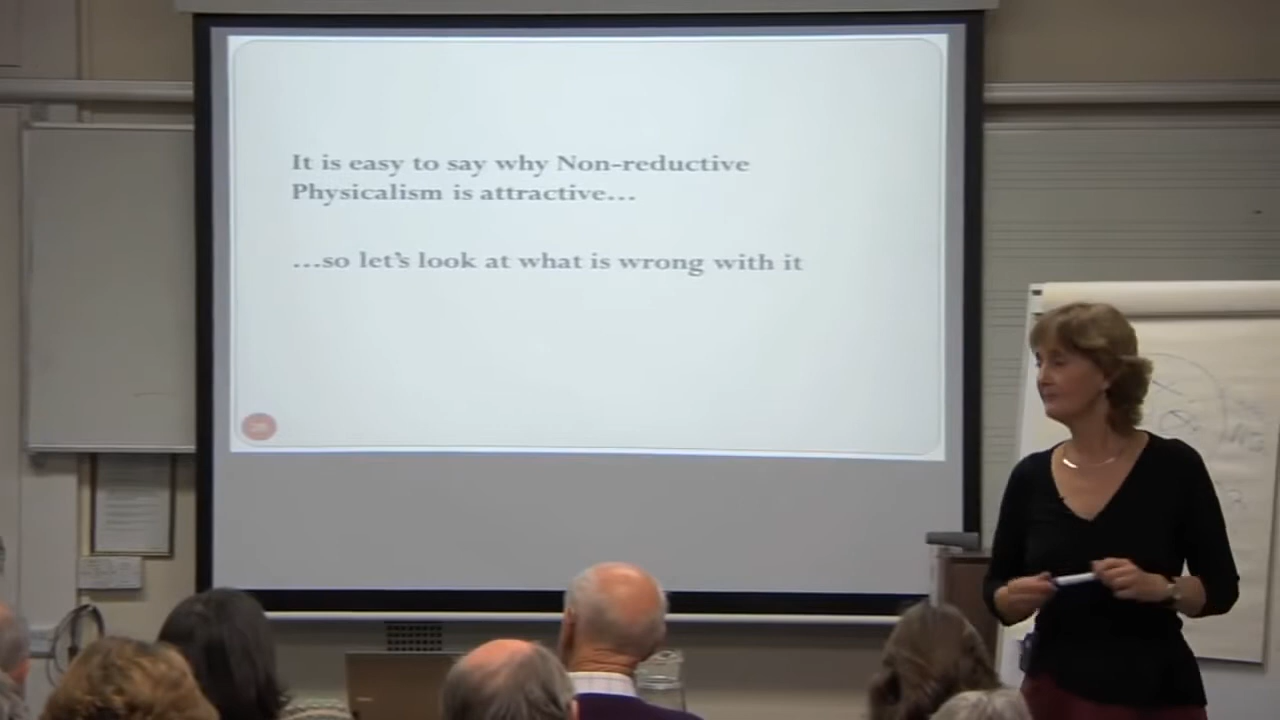 It is easy to say why Non-reductive
Physicalism is attractive...
...so let's look at what is wrong with it